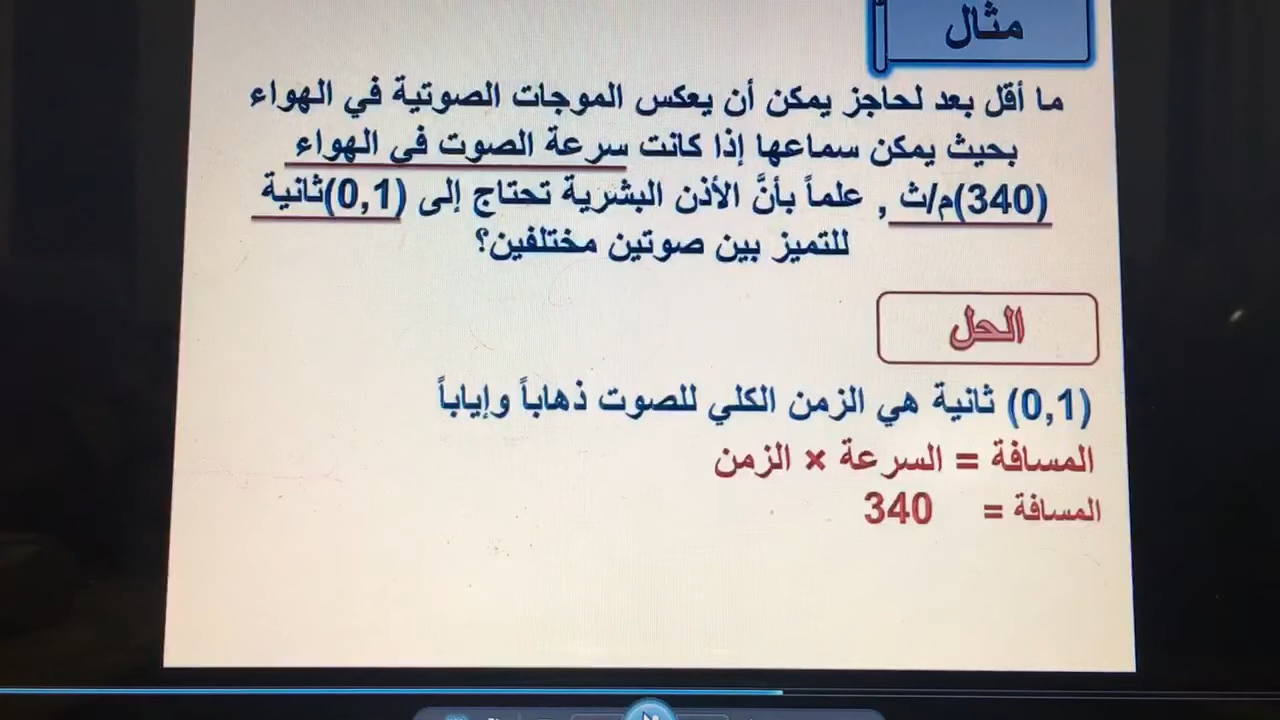 مثال
ما أقل بعد لحاجز يمكن أن يعكس الموجات الصوتية في الهواء
بحيث يمكن سماعها إذا كانت سرعة الصوت في الهواء
(340)م/ث , علماً بأنَّ الأذن البشرية تحتاج إلى (0,1)ثانية
للتميز بين صوتين مختلفين؟
الحل
(0,1) ثانية هي الزمن الكلي للصوت ذهاباً وإياباً
المسافة = السرعة × الزمن
المسافة = 340